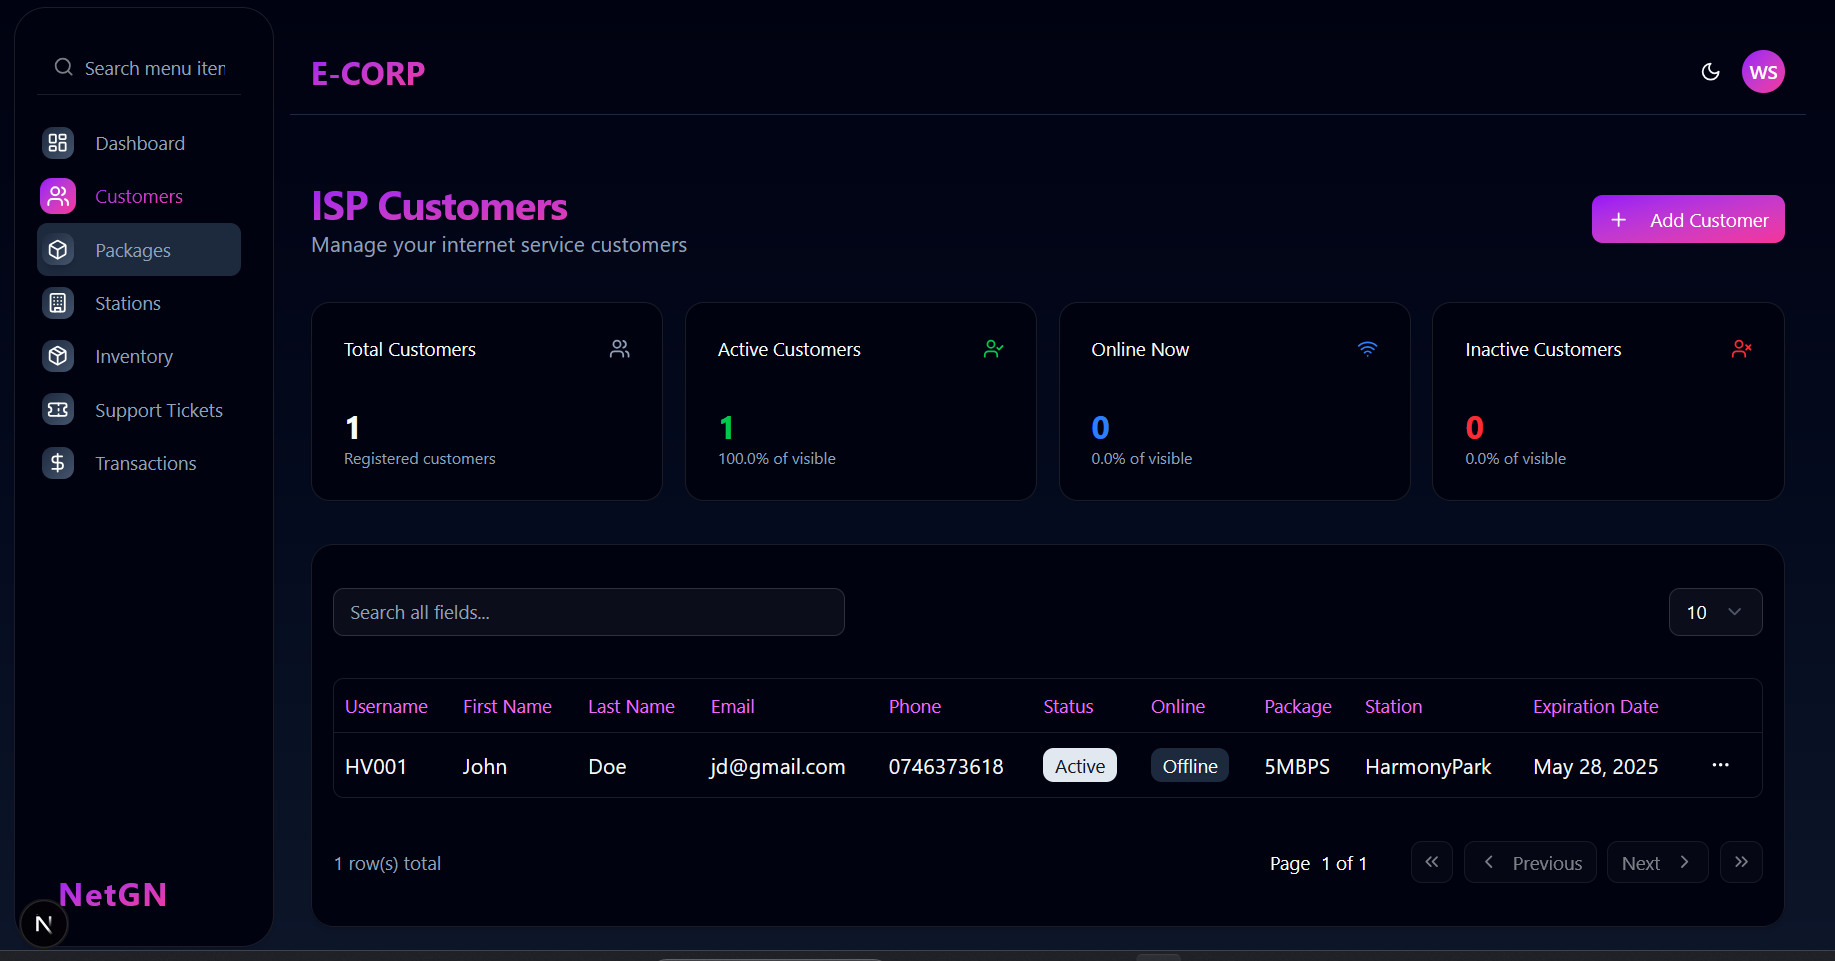 Search menu iter
Dashboard
Customers
Packages
Stations
Inventory
Support Tickets
Transactions
NetGN
N
E-CORP
WS
ISP Customers
Manage your internet service customers
+ Add Customer
Total Customers
1
Registered customers
Active Customers
1
100.0% of visible
Online Now
0
0.0% of visible
Inactive Customers
0
0.0% of visible
Search all fields...
10
Username First Name Last Name Email Phone Status Online Package Station Expiration Date
HV001 John Doe jd@gmail.com 0746373618 Active Offline 5MBPS HarmonyPark May 28, 2025 ...
1 row(s) total
Page 1 of 1
« ‹ Previous Next › »